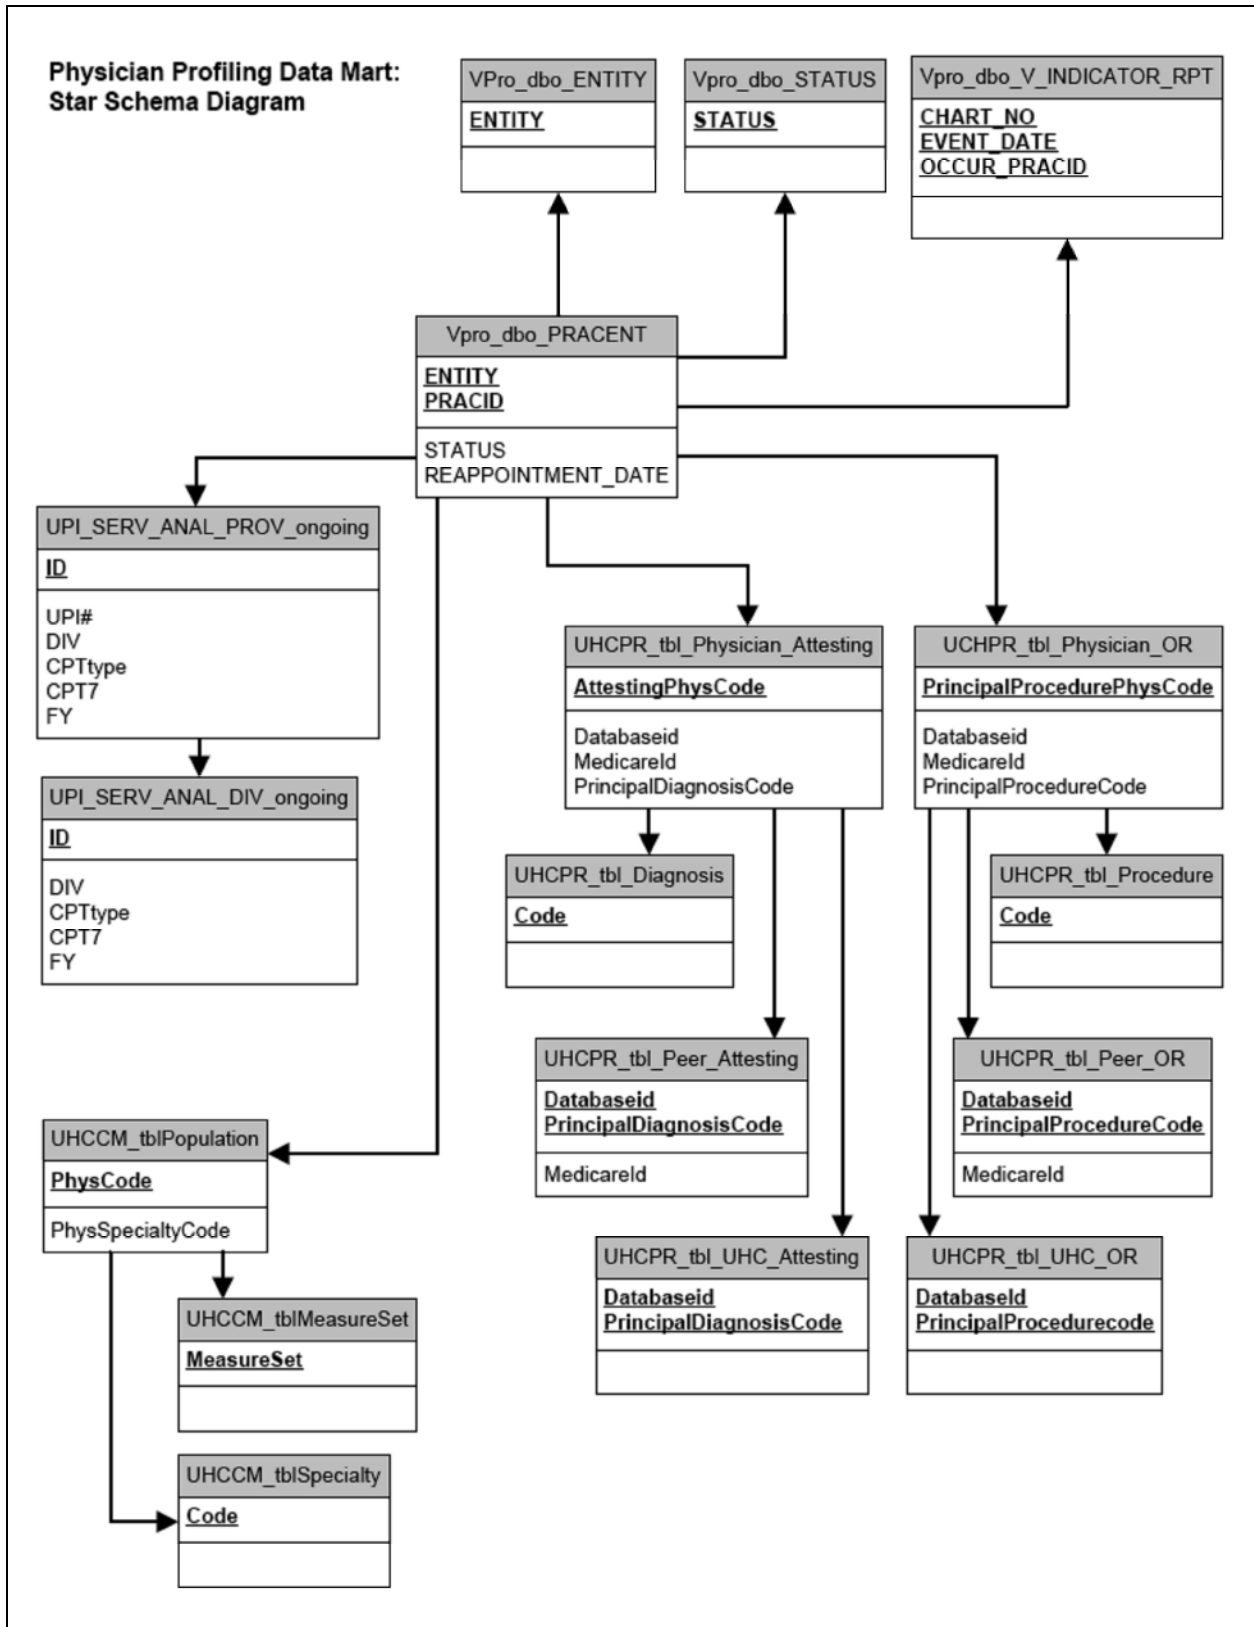 Physician Profiling Data Mart:
Star Schema Diagram
VPro_dbo_ENTITY
ENTITY
Vpro_dbo_STATUS
STATUS
Vpro_dbo_V_INDICATOR_RPT
CHART_NO
EVENT_DATE
OCCUR_PRACID
Vpro_dbo_PRACENT
ENTITY
PRACID
STATUS
REAPPOINTMENT_DATE
UPI_SERV_ANAL_PROV_ongoing
ID
UPI#
DIV
CPTtype
CPT7
FY
UPI_SERV_ANAL_DIV_ongoing
ID
DIV
CPTtype
CPT7
FY
UHCPR_tbl_Physician_Attesting
AttestingPhysCode
Databaseid
MedicareId
PrincipalDiagnosisCode
UCHPR_tbl_Physician_OR
PrincipalProcedurePhysCode
Databaseid
MedicareId
PrincipalProcedureCode
UHCPR_tbl_Diagnosis
Code
UHCPR_tbl_Procedure
Code
UHCPR_tbl_Peer_Attesting
Databaseid
PrincipalDiagnosisCode
MedicareId
UHCPR_tbl_Peer_OR
Databaseid
PrincipalProcedureCode
MedicareId
UHCCM_tblPopulation
PhysCode
PhysSpecialtyCode
UHCPR_tbl_UHC_Attesting
Databaseid
PrincipalDiagnosisCode
UHCPR_tbl_UHC_OR
DatabaseId
PrincipalProcedurecode
UHCCM_tblMeasureSet
MeasureSet
UHCCM_tblSpecialty
Code